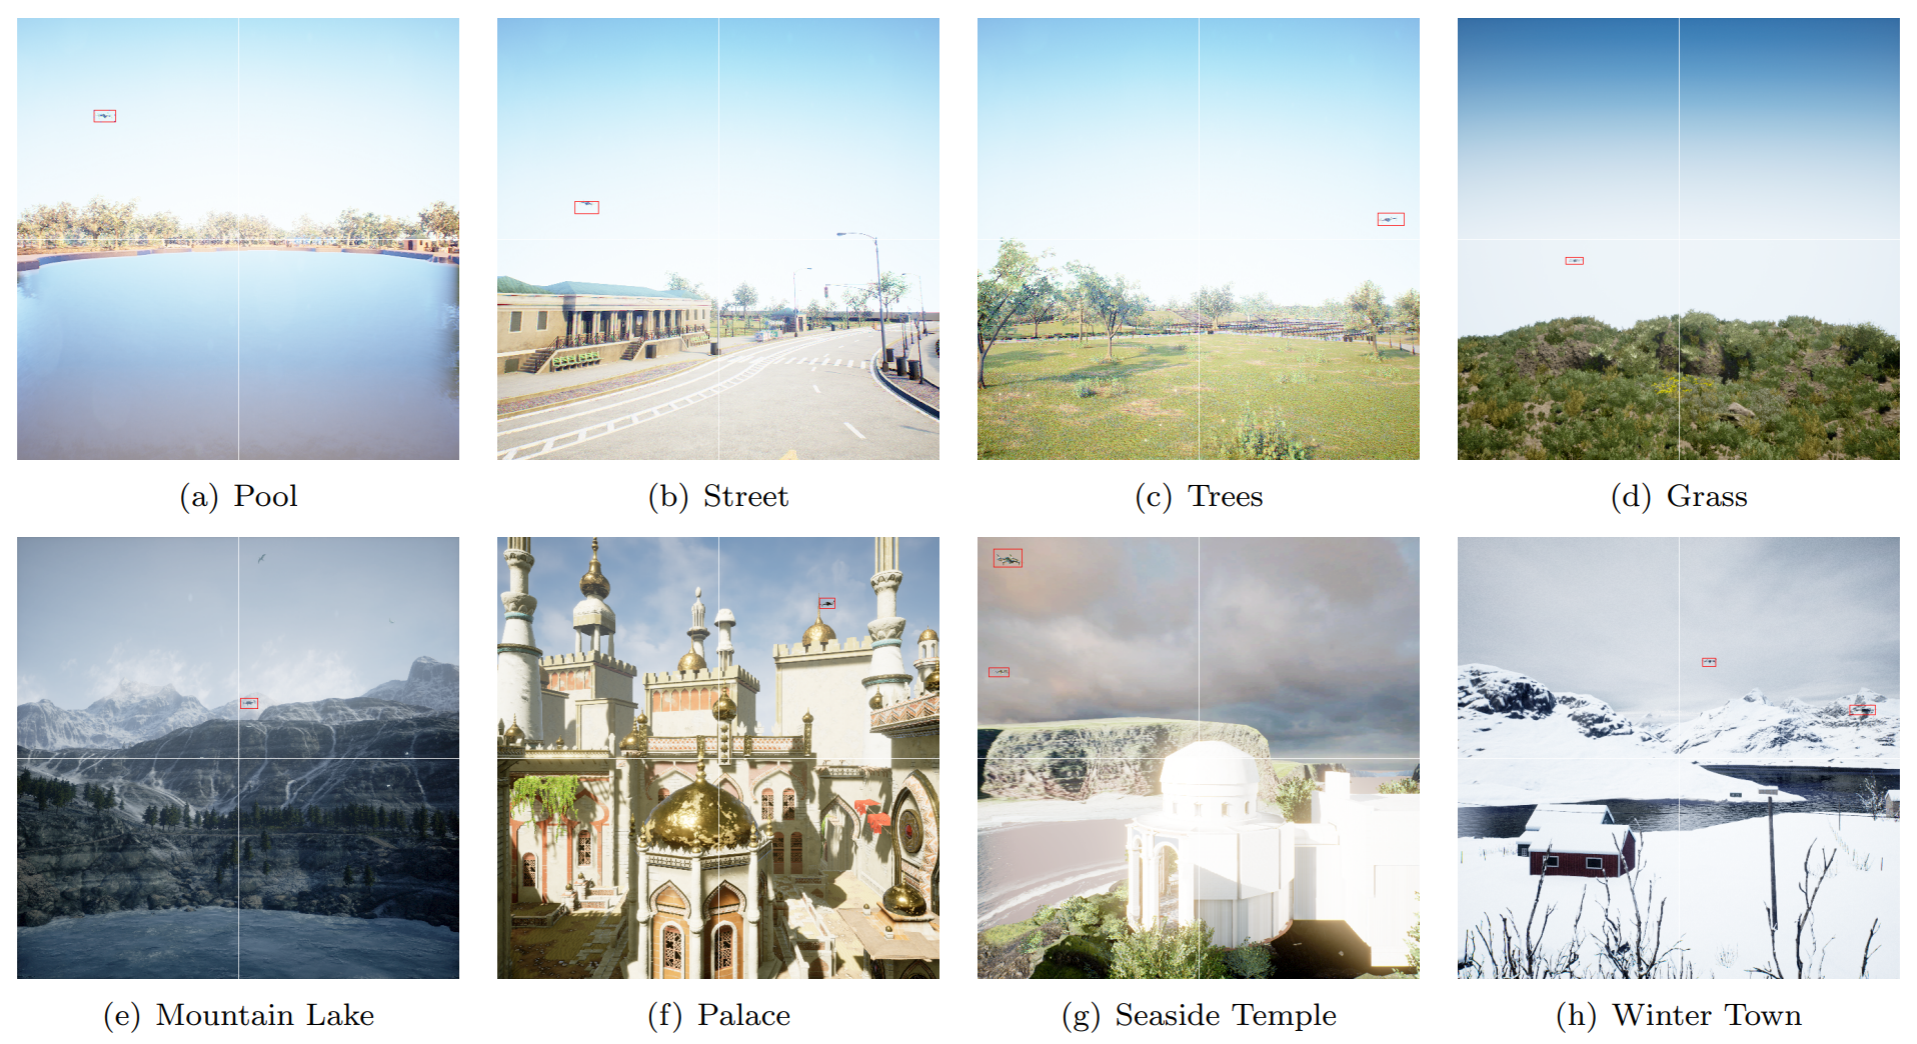 (a) Pool
(b) Street
(c) Trees
(d) Grass
(e) Mountain Lake
(f) Palace
(g) Seaside Temple
(h) Winter Town